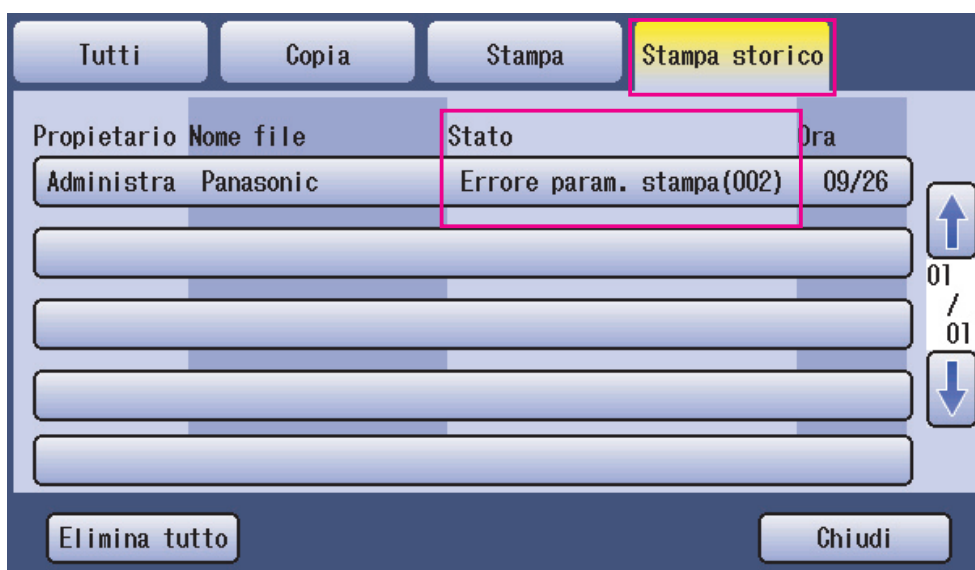 Tutti Copia Stampa Stampa storico
Propietario Nome file Stato Ora
Administra Panasonic Errore param. stampa(002) 09/26
01
/
01
Elimina tutto Chiudi